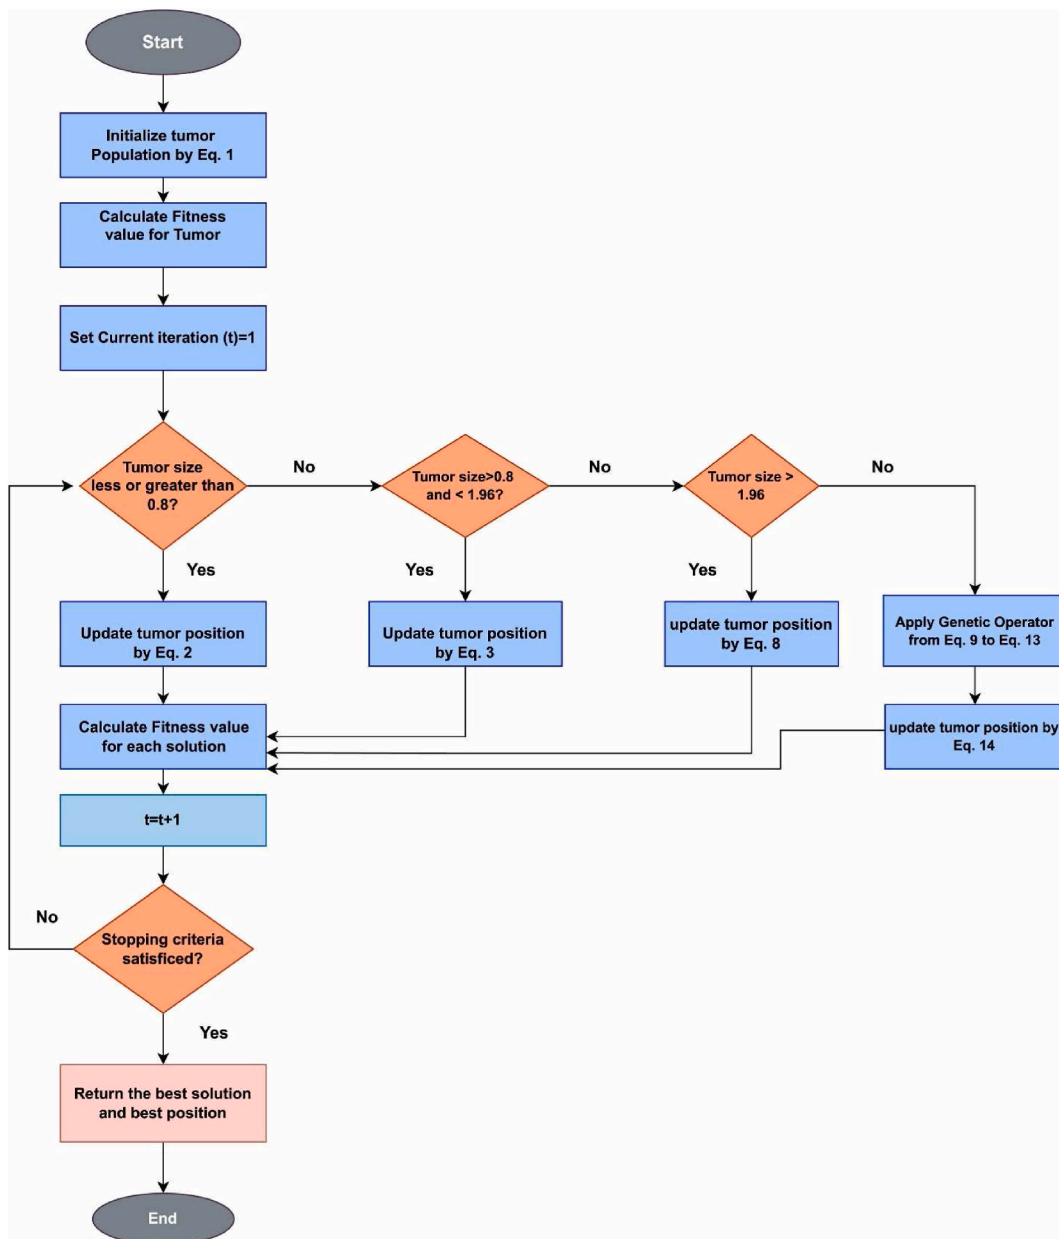 Start
Initialize tumor
Population by Eq. 1
Calculate Fitness
value for Tumor
Set Current iteration (t)=1
Tumor size
less or greater than
0.8?
No
Tumor size>0.8
and < 1.96?
No
Tumor size >
1.96
No
Yes
Yes
Yes
Update tumor position
by Eq. 2
Update tumor position
by Eq. 3
update tumor position
by Eq. 8
Apply Genetic Operator
from Eq. 9 to Eq. 13
Calculate Fitness value
for each solution
update tumor position by
Eq. 14
t=t+1
No
Stopping criteria
satisficed?
Yes
Return the best solution
and best position
End